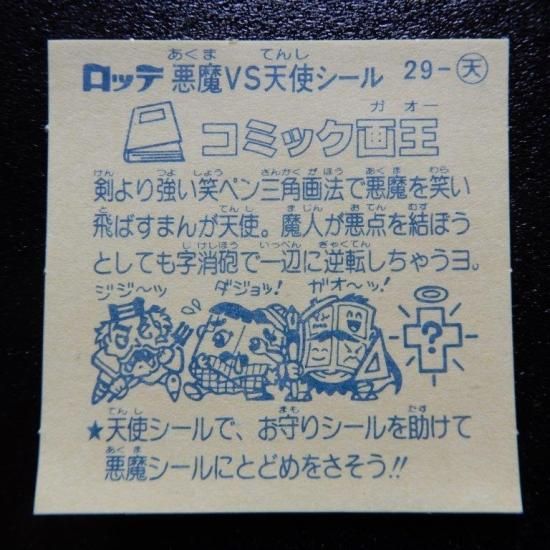 ロッテ 悪魔VS天使シール 29-天
コミック画王
剣より強い笑ペン三角画法で悪魔を笑い
飛ばすまんが天使。魔人が悪点を結ぼう
としても字消砲で一辺に逆転しちゃうヨ。
ジジ〜ッ ダジョッ! ガオ〜ッ!
?
★天使シールで、お守りシールを助けて
悪魔シールにとどめをさそう!!